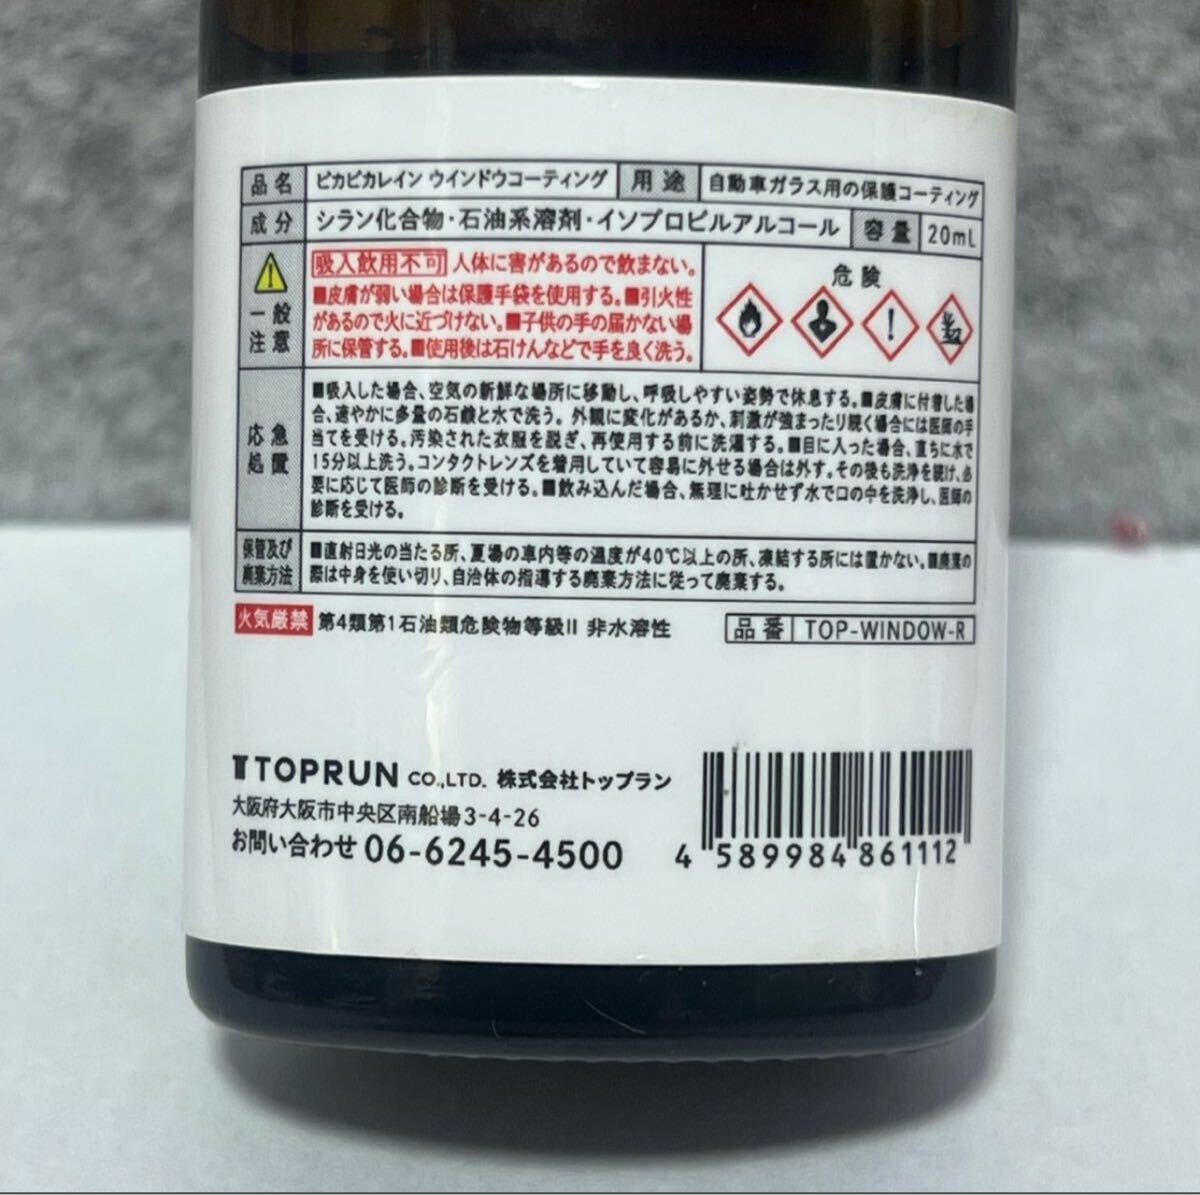 品名 ピカピカレイン ウインドウコーティング 用途 自動車ガラス用の保護コーティング
成分 シラン化合物・石油系溶剤・イソプロピルアルコール 容量 20mL
一般
注意
吸入飲用不可 人体に害があるので飲まない。
■皮膚が弱い場合は保護手袋を使用する。■引火性
があるので火に近づけない。■子供の手の届かない場
所に保管する。■使用後は石けんなどで手を良く洗う。
危険
応急
処置
■吸入した場合、空気の新鮮な場所に移動し、呼吸しやすい姿勢で休息する。■皮膚に付着した場
合、速やかに多量の石鹸と水で洗う。外観に変化があるか、刺激が強まったり続く場合には医師の手
当てを受ける。汚染された衣服を脱ぎ、再使用する前に洗濯する。■目に入った場合、直ちに水で
15分以上洗う。コンタクトレンズを着用していて容易に外せる場合は外す。その後も洗浄を続け、必
要に応じて医師の診断を受ける。■飲み込んだ場合、無理に吐かせず水で口の中を洗浄し、医師の
診断を受ける。
保管及び
廃棄方法
■直射日光の当たる所、夏場の車内等の温度が40℃以上の所、凍結する所には置かない。■廃棄の
際は中身を使い切り、自治体の指導する廃棄方法に従って廃棄する。
火気厳禁 第4類第1石油類危険物等級II 非水溶性 品番 TOP-WINDOW-R
TOPRUN CO.,LTD. 株式会社トップラン
大阪府大阪市中央区南船場3-4-26
お問い合わせ 06-6245-4500
4 589984 861112